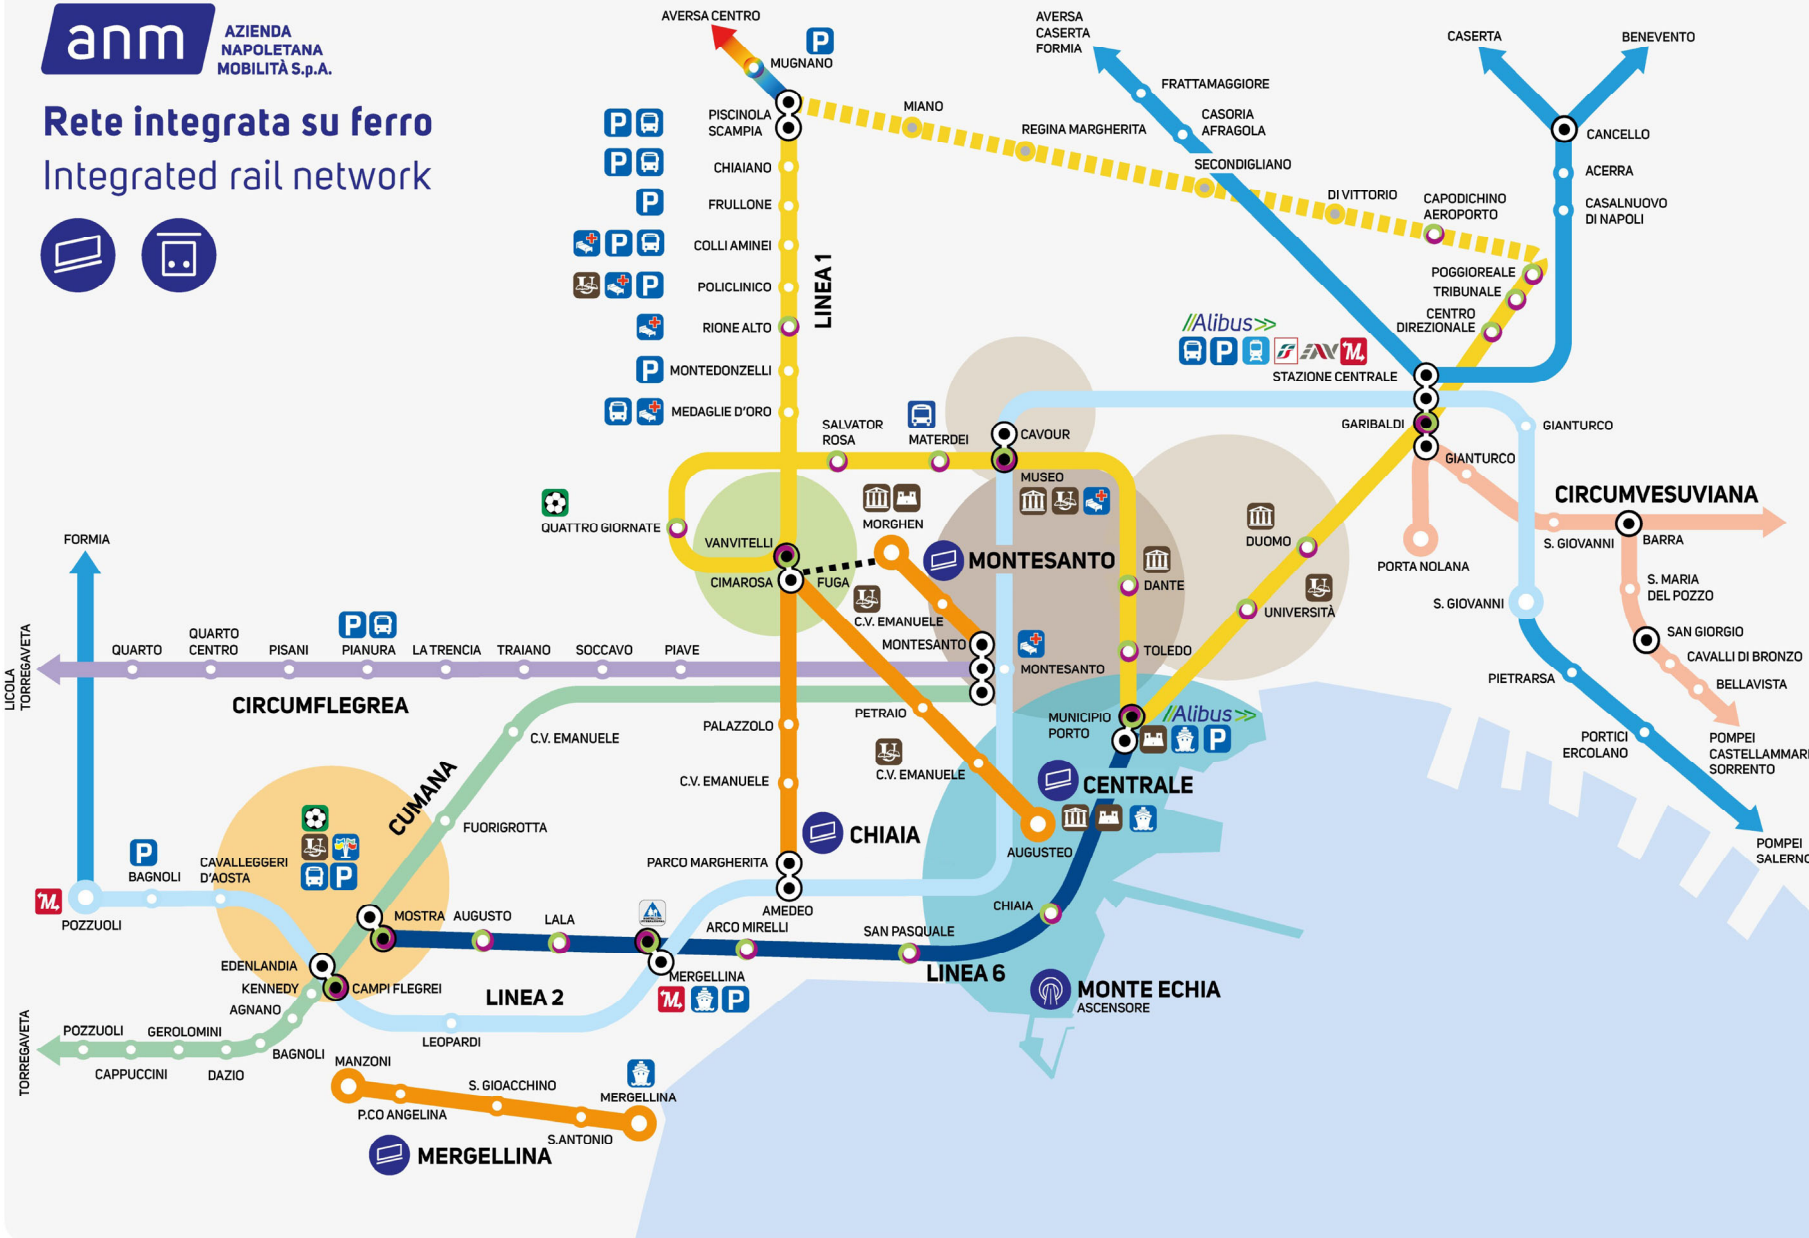 anm
AZIENDA
NAPOLETANA
MOBILITÀ S.p.A.
Rete integrata su ferro
Integrated rail network
AVERSA CENTRO
P
MUGNANO
PISCINOLA
SCAMPIA
P
CHIAIANO
P
FRULLONE
P
COLLI AMINEI
P
POLICLINICO
U P
RIONE ALTO
MONTEDONZELLI
P
MEDAGLIE D'ORO
LINEA 1
MIANO
REGINA MARGHERITA
SECONDIGLIANO
DI VITTORIO
CAPODICHINO
AEROPORTO
POGGIOREALE
TRIBUNALE
CENTRO
DIREZIONALE
AVERSA
CASERTA
FORMIA
FRATTAMAGGIORE
CASORIA
AFRAGOLA
CASERTA
BENEVENTO
CANCELLO
ACERRA
CASALNUOVO
DI NAPOLI
//Alibus>>
P M
STAZIONE CENTRALE
GARIBALDI
GIANTURCO
GIANTURCO
CIRCUMVESUVIANA
S. GIOVANNI
BARRA
PORTA NOLANA
S. MARIA
DEL POZZO
S. GIOVANNI
SAN GIORGIO
CAVALLI DI BRONZO
BELLAVISTA
PIETRARSA
PORTICI
ERCOLANO
POMPEI
CASTELLAMMARE
SORRENTO
POMPEI
SALERNO
SALVATOR
ROSA
MATERDEI
CAVOUR
MUSEO
U
QUATTRO GIORNATE
VANVITELLI
CIMAROSA
FUGA
MORGHEN
MONTESANTO
U
C.V. EMANUELE
MONTESANTO
MONTESANTO
DANTE
TOLEDO
DUOMO
U
UNIVERSITÀ
MUNICIPIO
PORTO
//Alibus>>
P
CENTRALE
AUGUSTEO
PETRAIO
U
C.V. EMANUELE
PALAZZOLO
C.V. EMANUELE
CHIAIA
PARCO MARGHERITA
AMEDEO
FORMIA
LICOLA
TORREGAVETA
QUARTO
QUARTO
CENTRO
PISANI
P
PIANURA
LA TRENCIA
TRAIANO
SOCCAVO
PIAVE
CIRCUMFLEGREA
C.V. EMANUELE
CUMANA
FUORIGROTTA
U
P
P
BAGNOLI
CAVALLEGGERI
D'AOSTA
M
POZZUOLI
MOSTRA
AUGUSTO
LALA
ARCO MIRELLI
SAN PASQUALE
CHIAIA
LINEA 6
MERGELLINA
M P
EDENLANDIA
KENNEDY
CAMPI FLEGREI
AGNANO
LINEA 2
LEOPARDI
TORREGAVETA
POZZUOLI
GEROLOMINI
CAPPUCCINI
DAZIO
BAGNOLI
MONTE ECHIA
ASCENSORE
MANZONI
P.CO ANGELINA
S. GIOACCHINO
S.ANTONIO
MERGELLINA
MERGELLINA